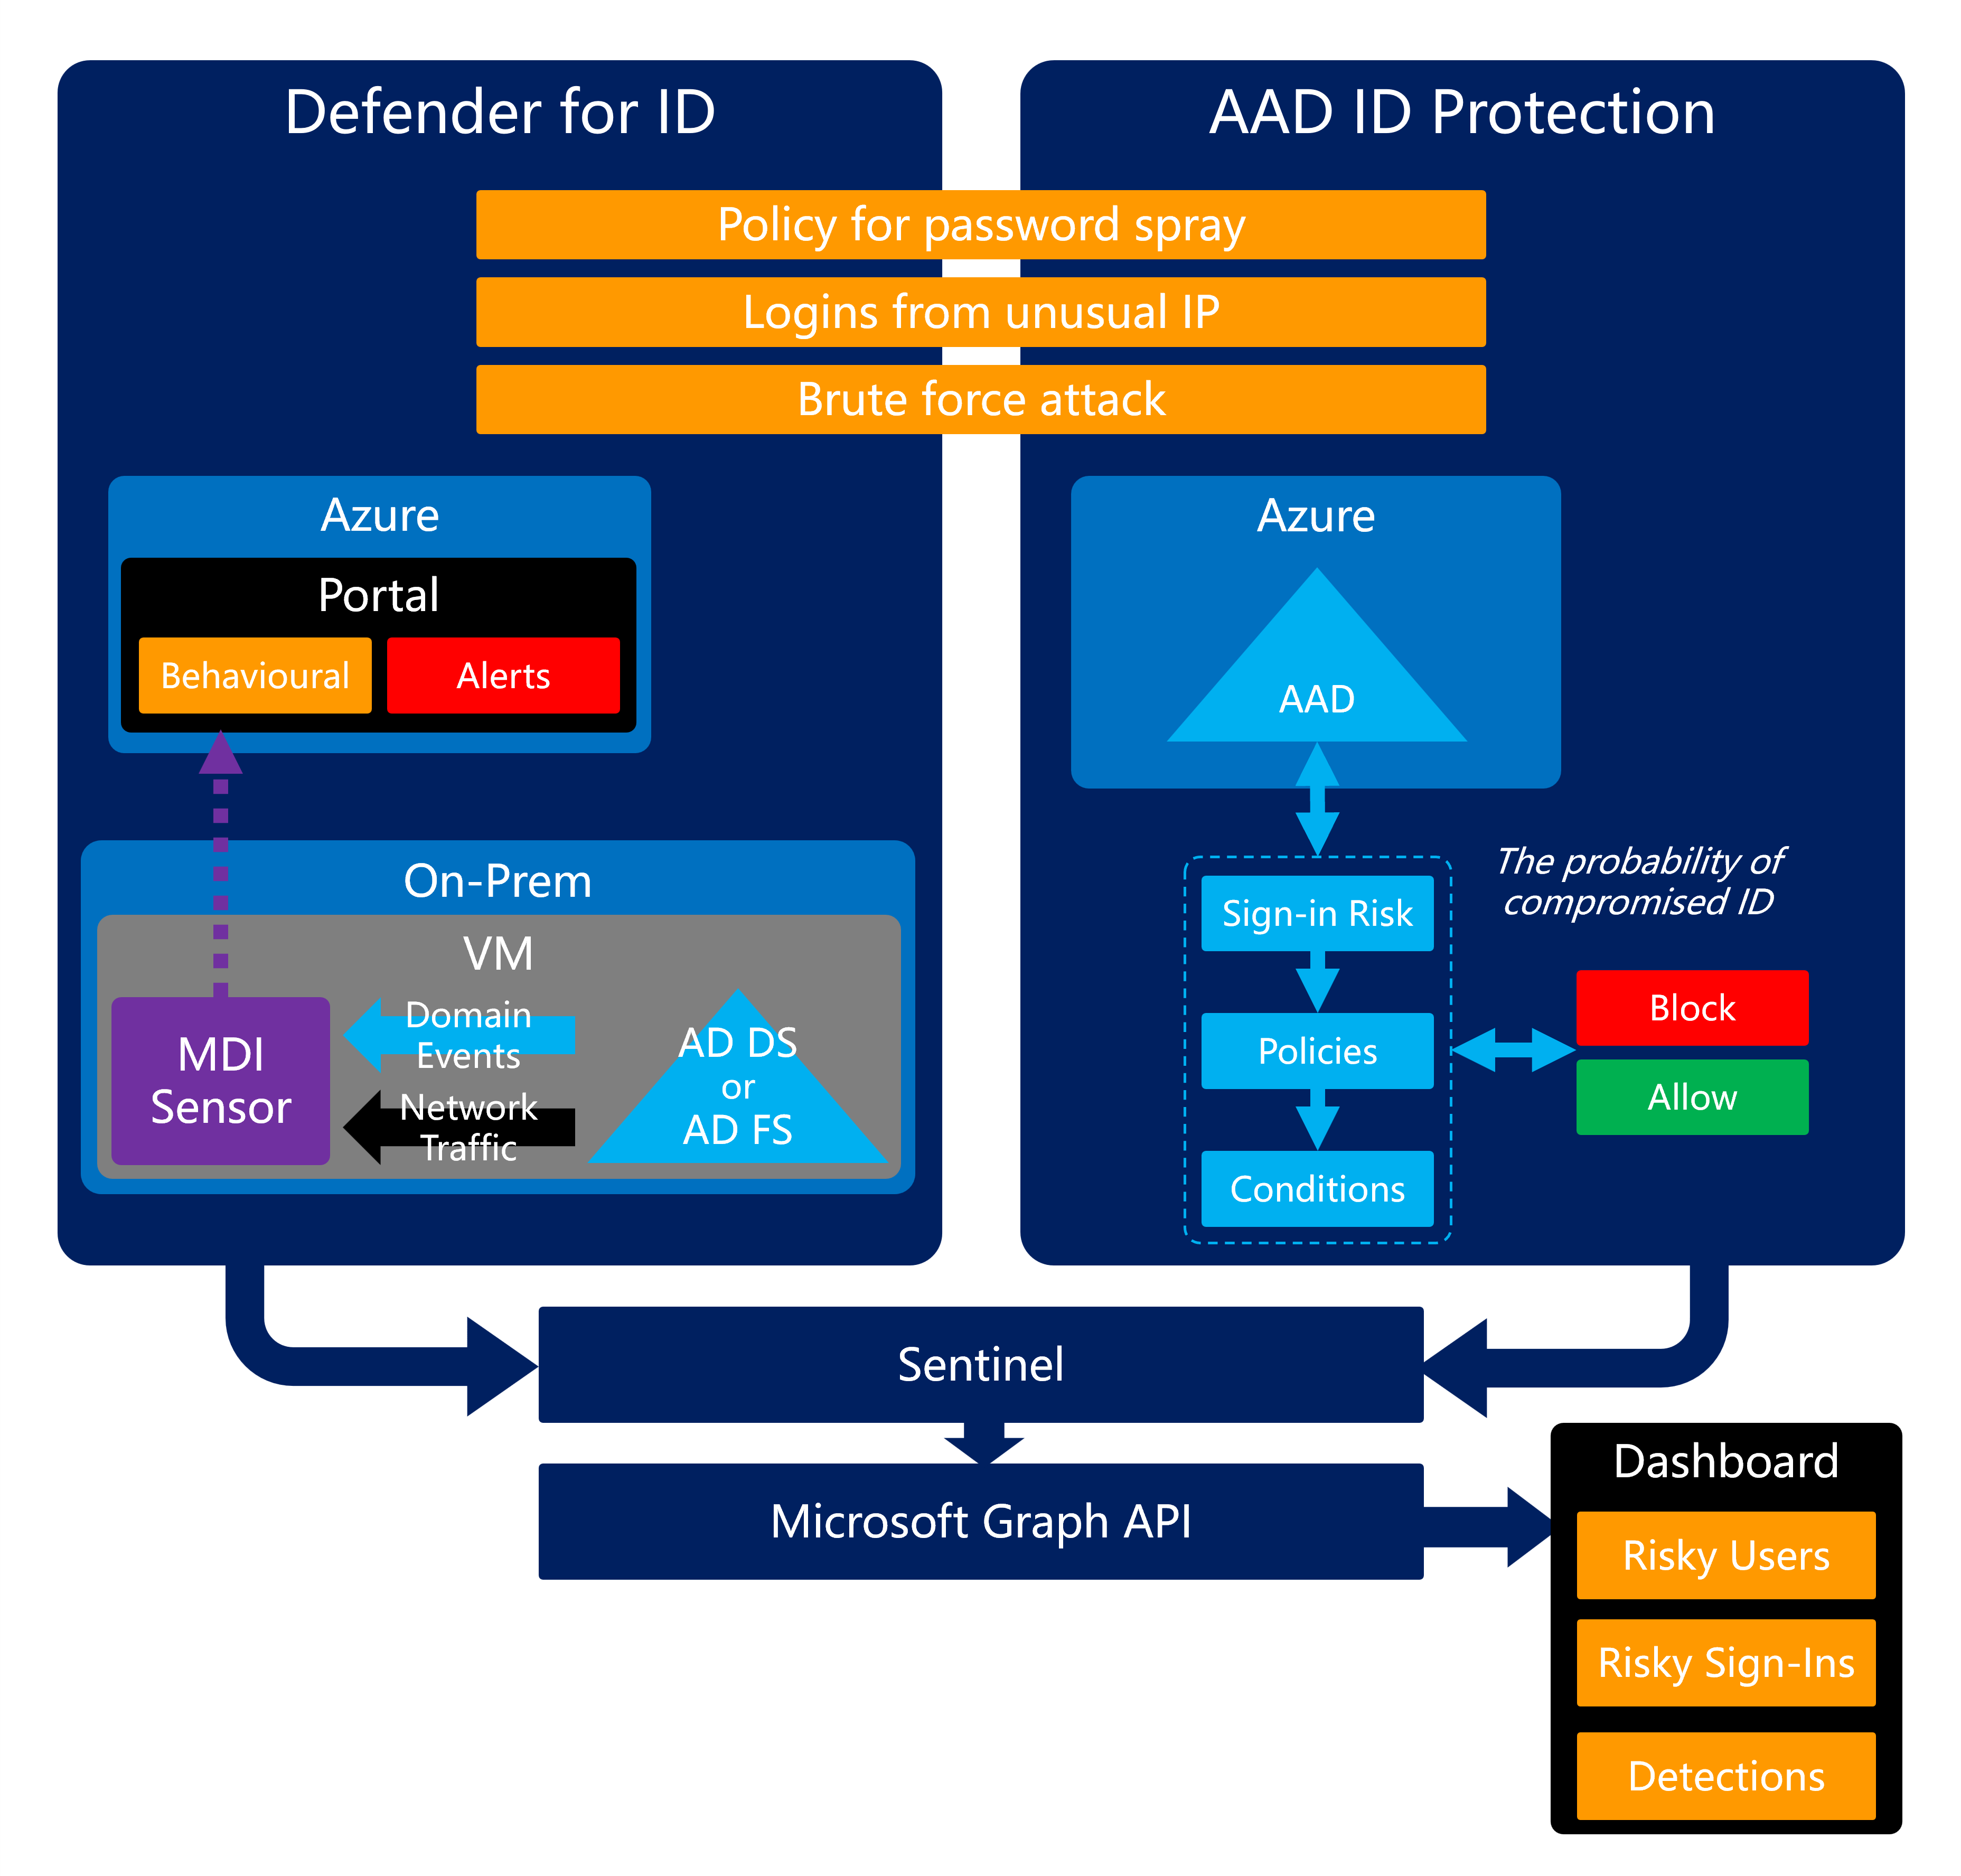 Defender for ID
AAD ID Protection
Policy for password spray
Logins from unusual IP
Brute force attack
Azure
Portal
Behavioural
Alerts
On-Prem
VM
MDI
Sensor
Domain
Events
Network
Traffic
AD DS
or
AD FS
Azure
AAD
The probability of
compromised ID
Sign-in Risk
Policies
Conditions
Block
Allow
Sentinel
Microsoft Graph API
Dashboard
Risky Users
Risky Sign-Ins
Detections